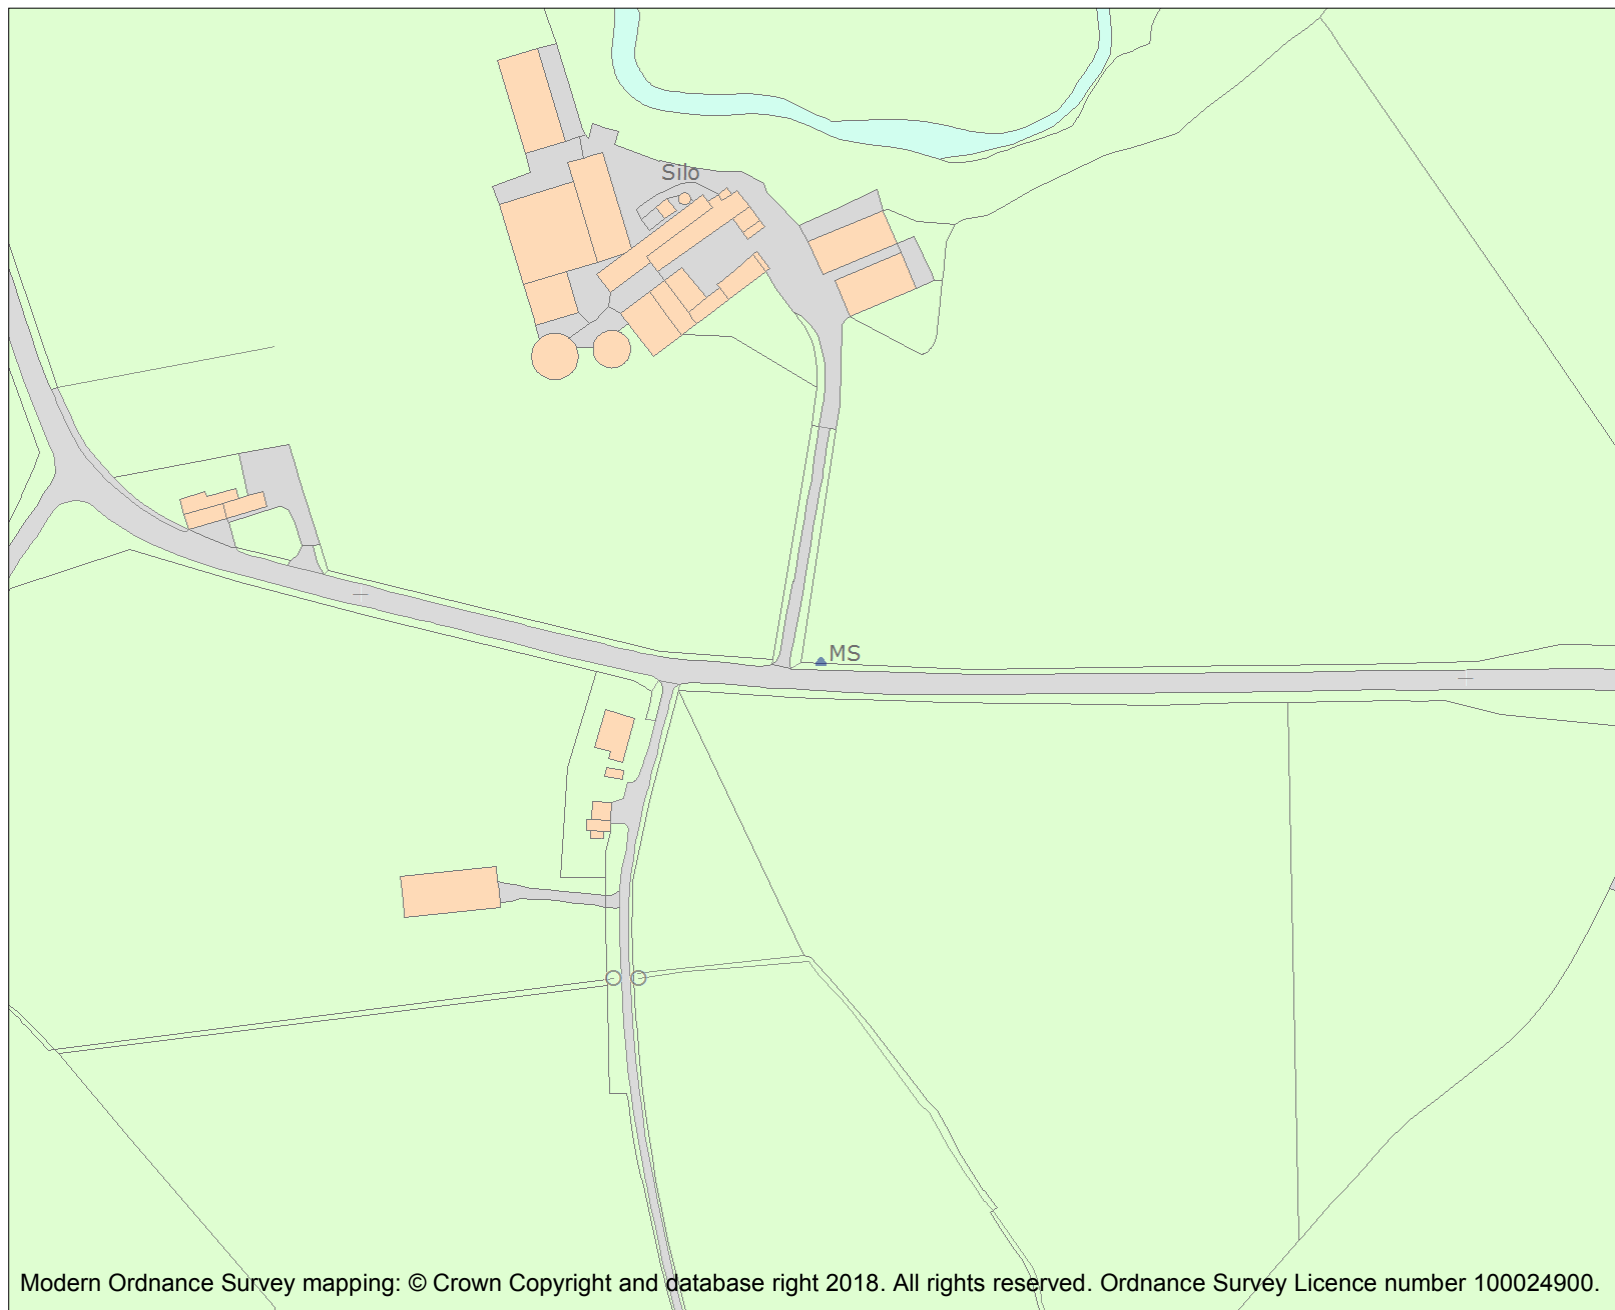 Silo
MS
Modern Ordnance Survey mapping: © Crown Copyright and database right 2018. All rights reserved. Ordnance Survey Licence number 100024900.